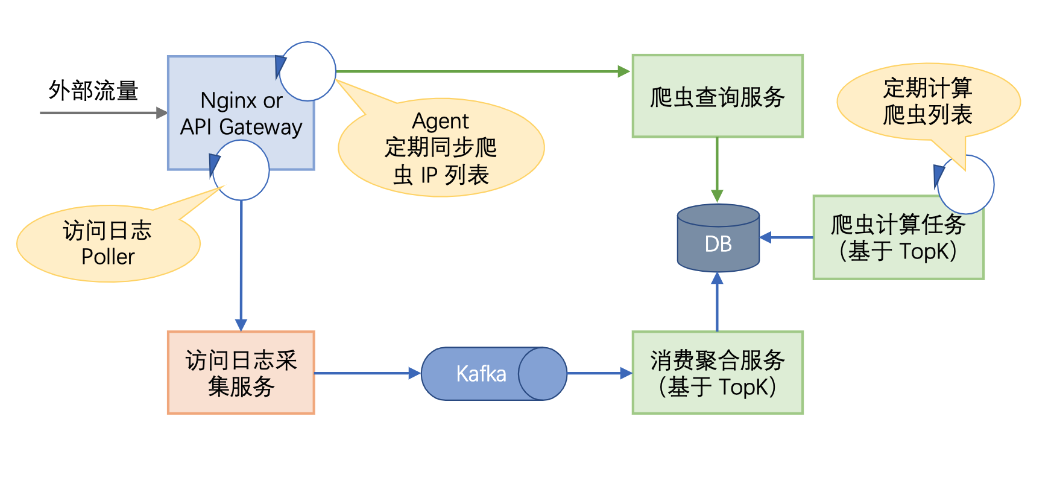 外部流量
Nginx or
API Gateway
Agent
定期同步爬
虫 IP 列表
爬虫查询服务
定期计算
爬虫列表
访问日志
Poller
DB
爬虫计算任务
（基于 TopK）
访问日志采
集服务
Kafka
消费聚合服务
（基于 TopK）